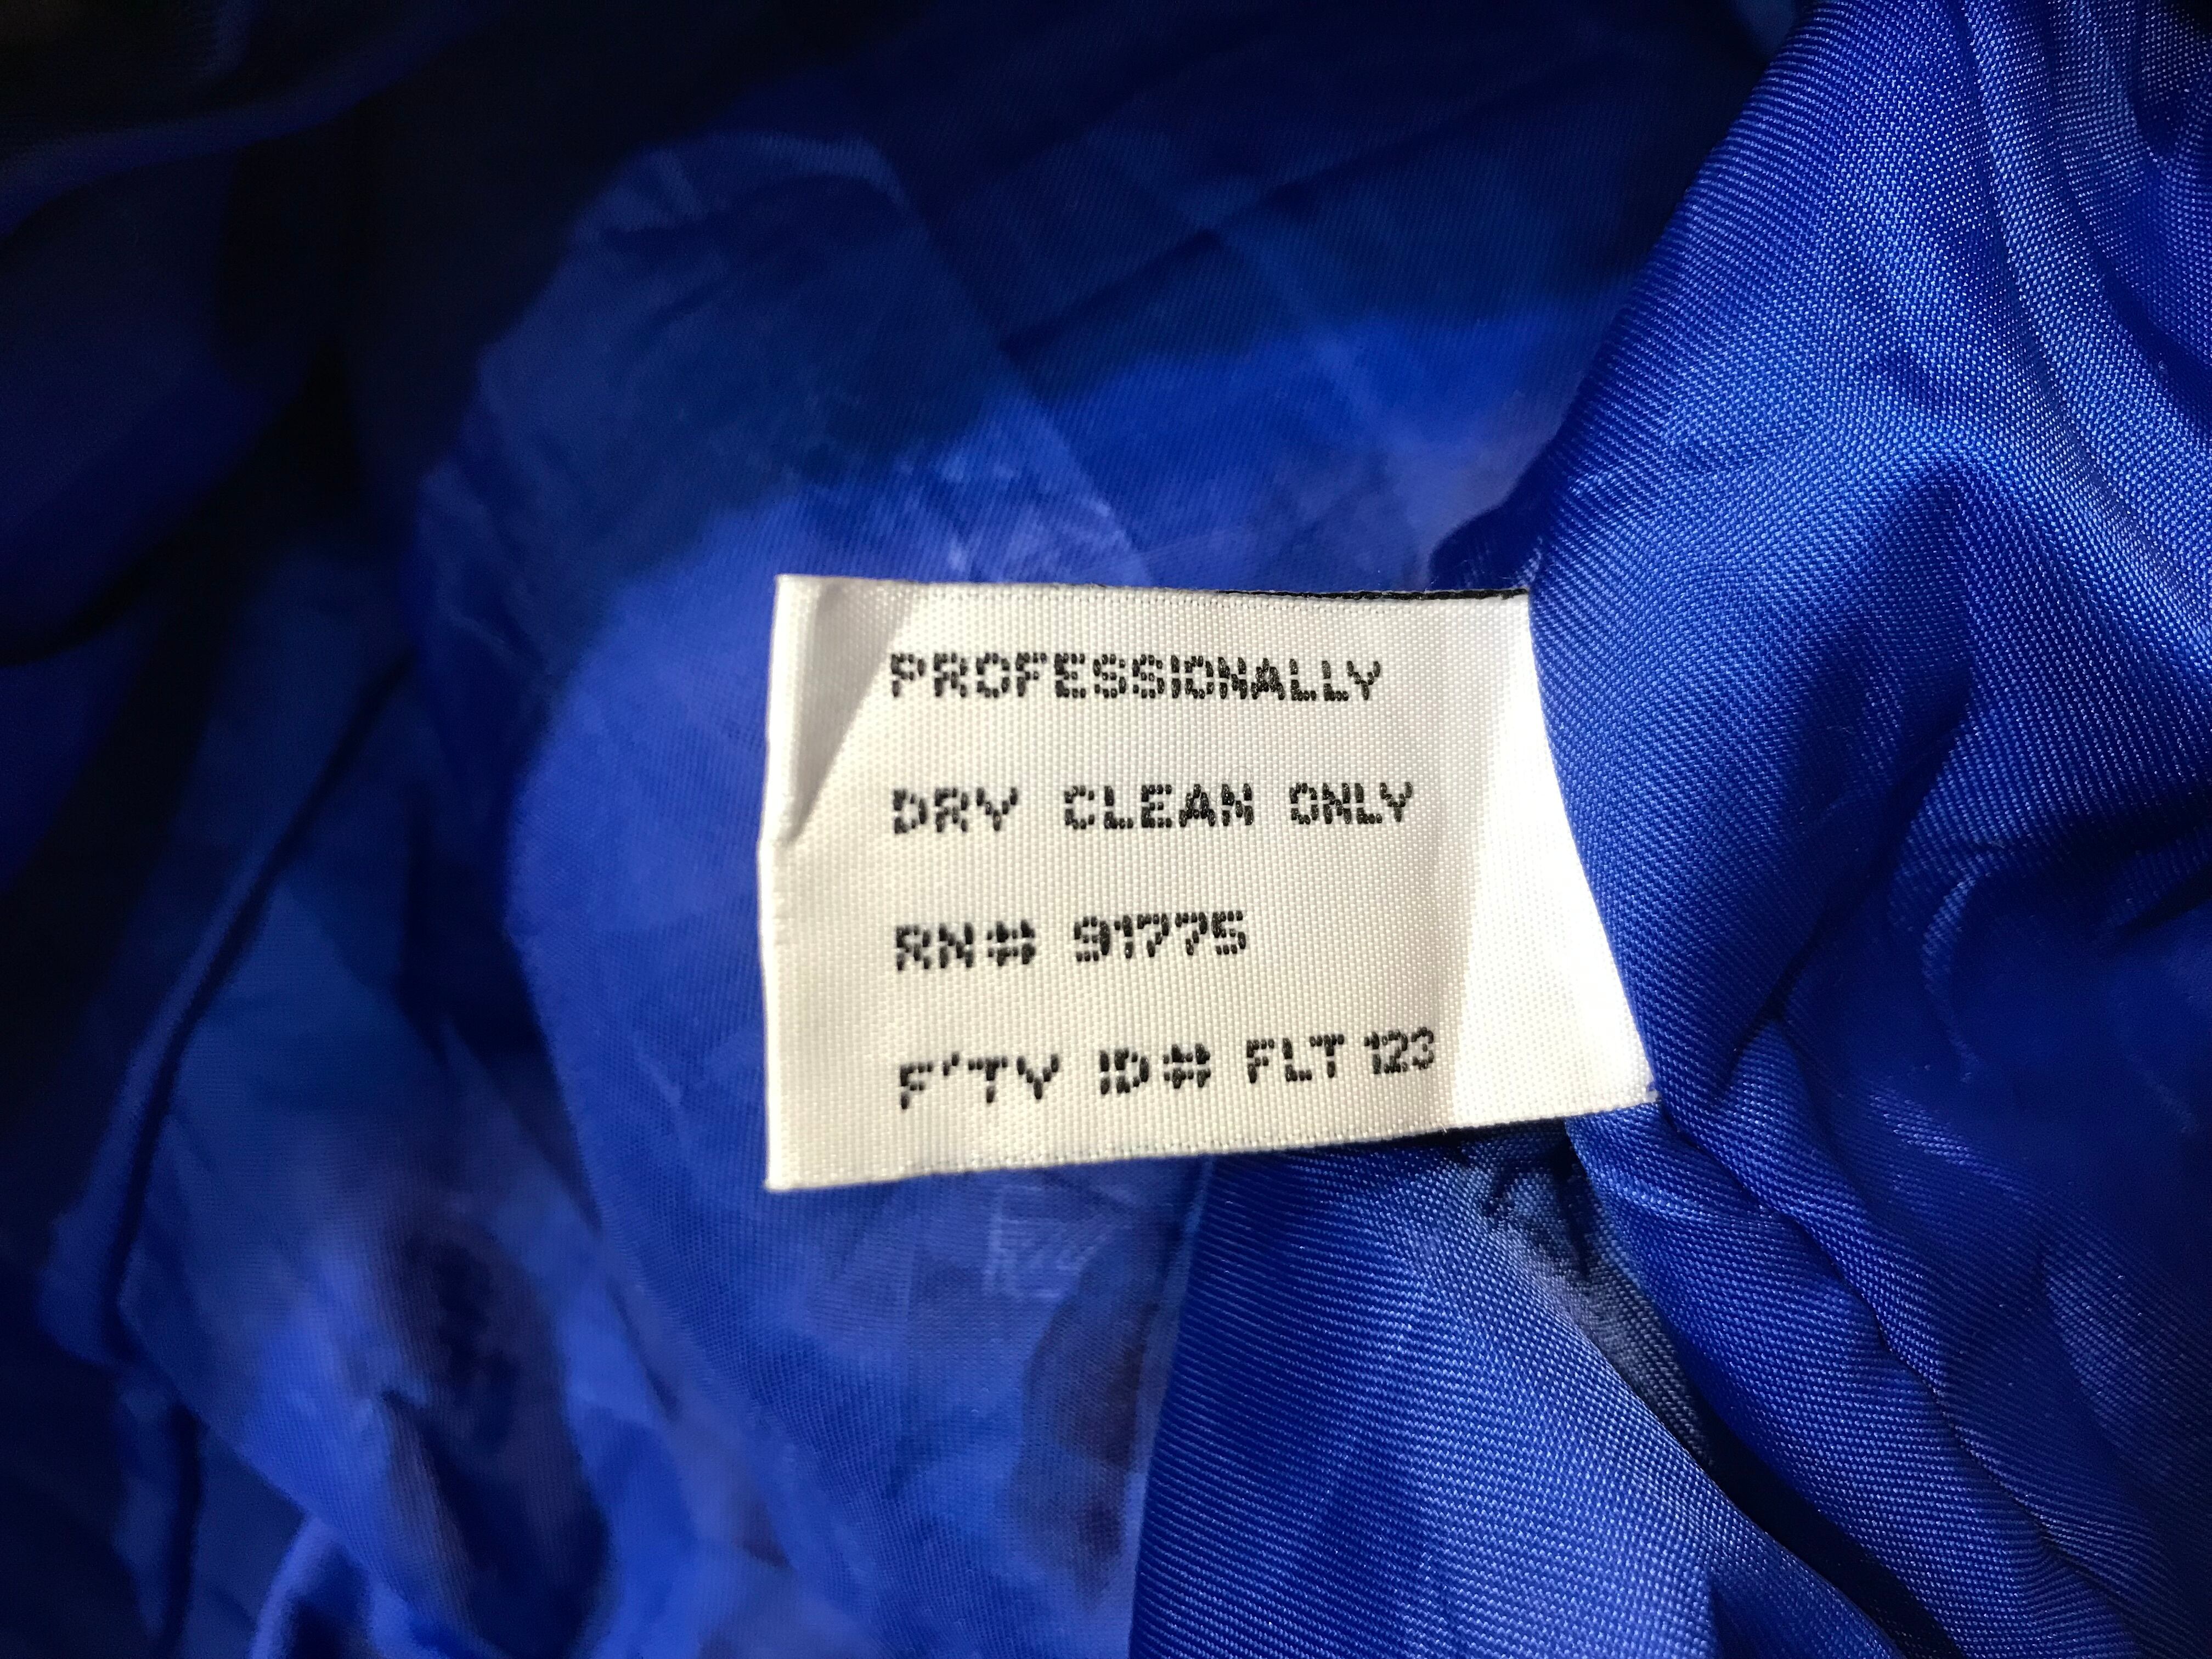 PROFESSIONALLY
DRY CLEAN ONLY
RN# 91775
F'TY ID# FLT 123